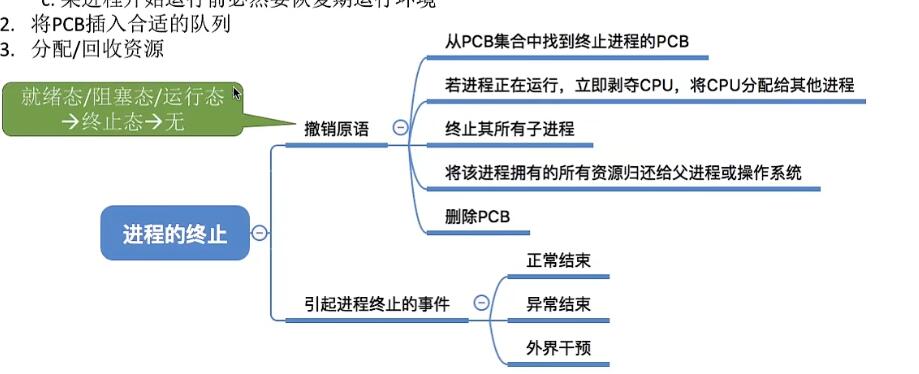 2. 将PCB插入合适的队列
3. 分配/回收资源
就绪态/阻塞态/运行态
→终止态→无
进程的终止
撤销原语
从PCB集合中找到终止进程的PCB
若进程正在运行，立即剥夺CPU，将CPU分配给其他进程
终止其所有子进程
将该进程拥有的所有资源归还给父进程或操作系统
删除PCB
引起进程终止的事件
正常结束
异常结束
外界干预